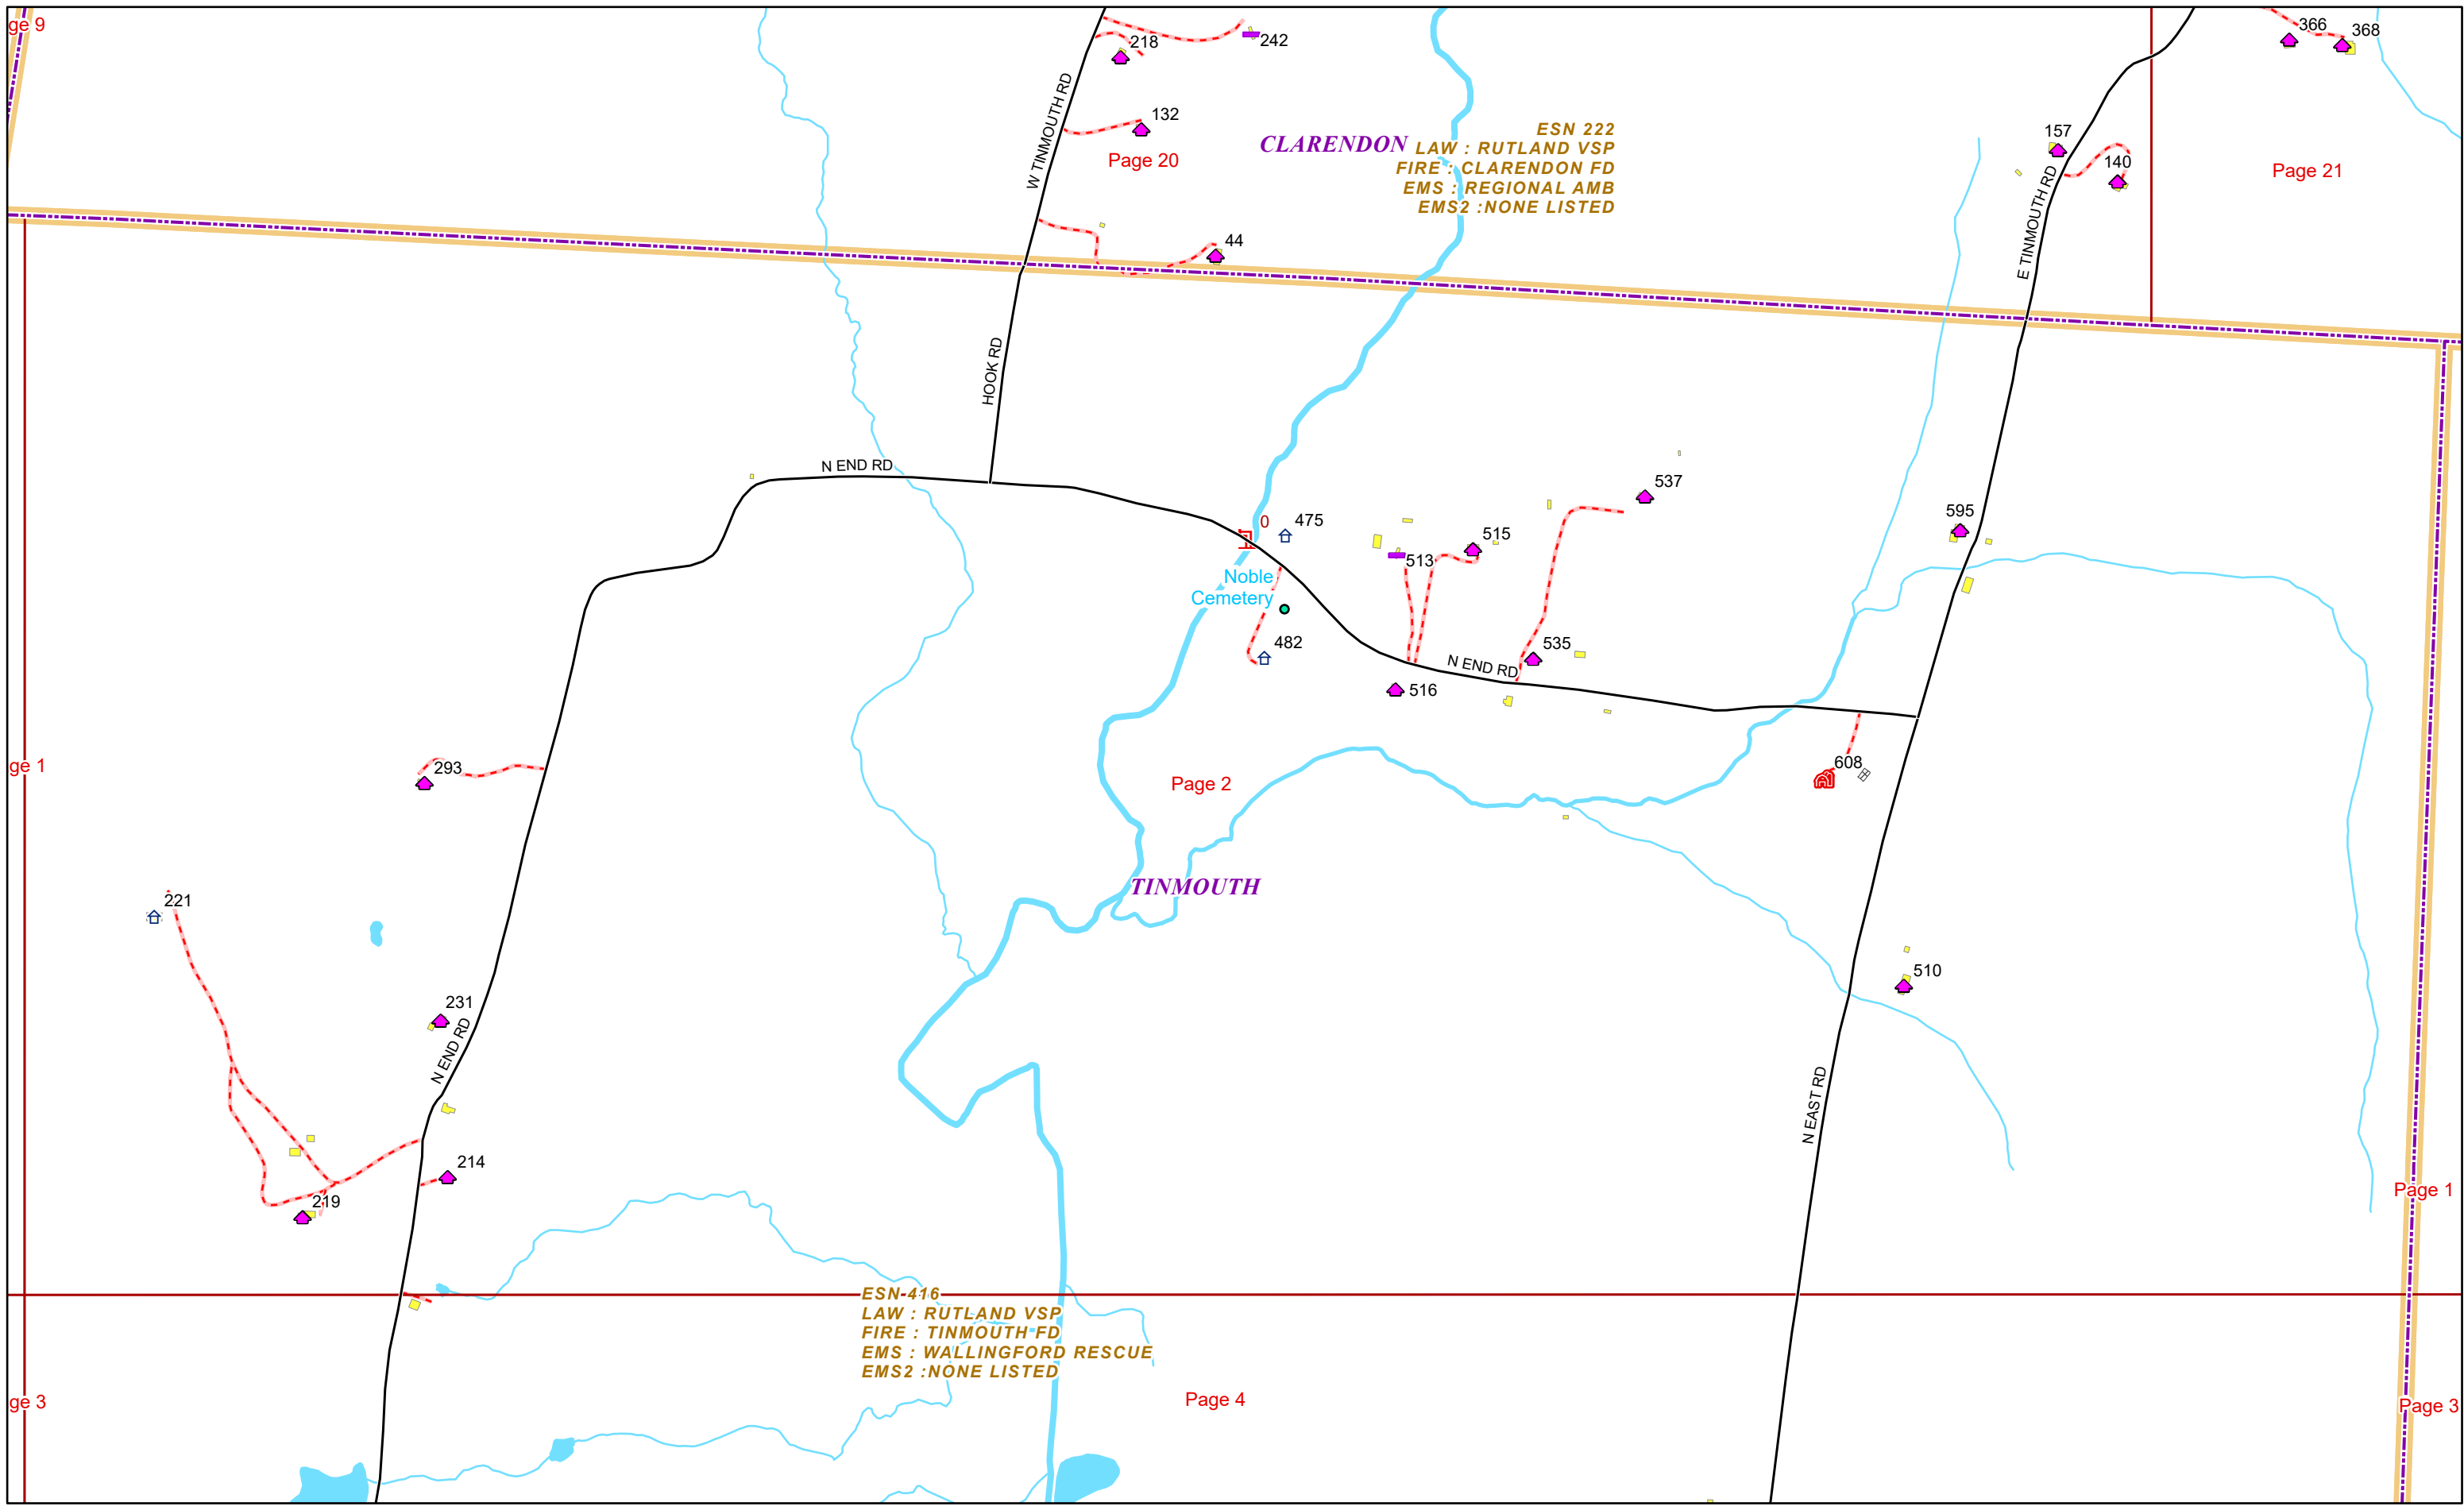 ge 9
218
242
366
368
W TINMOUTH RD
132
Page 20
CLARENDON
ESN 222
LAW : RUTLAND VSP
FIRE : CLARENDON FD
EMS : REGIONAL AMB
EMS2 :NONE LISTED
157
140
Page 21
E TINMOUTH RD
44
HOOK RD
N END RD
537
0
475
515
595
513
Noble
Cemetery
482
535
N END RD
516
293
ge 1
Page 2
608
TINMOUTH
221
510
231
N END RD
N EAST RD
214
219
Page 1
ESN 416
LAW : RUTLAND VSP
FIRE : TINMOUTH FD
EMS : WALLINGFORD RESCUE
EMS2 :NONE LISTED
ge 3
Page 4
Page 3